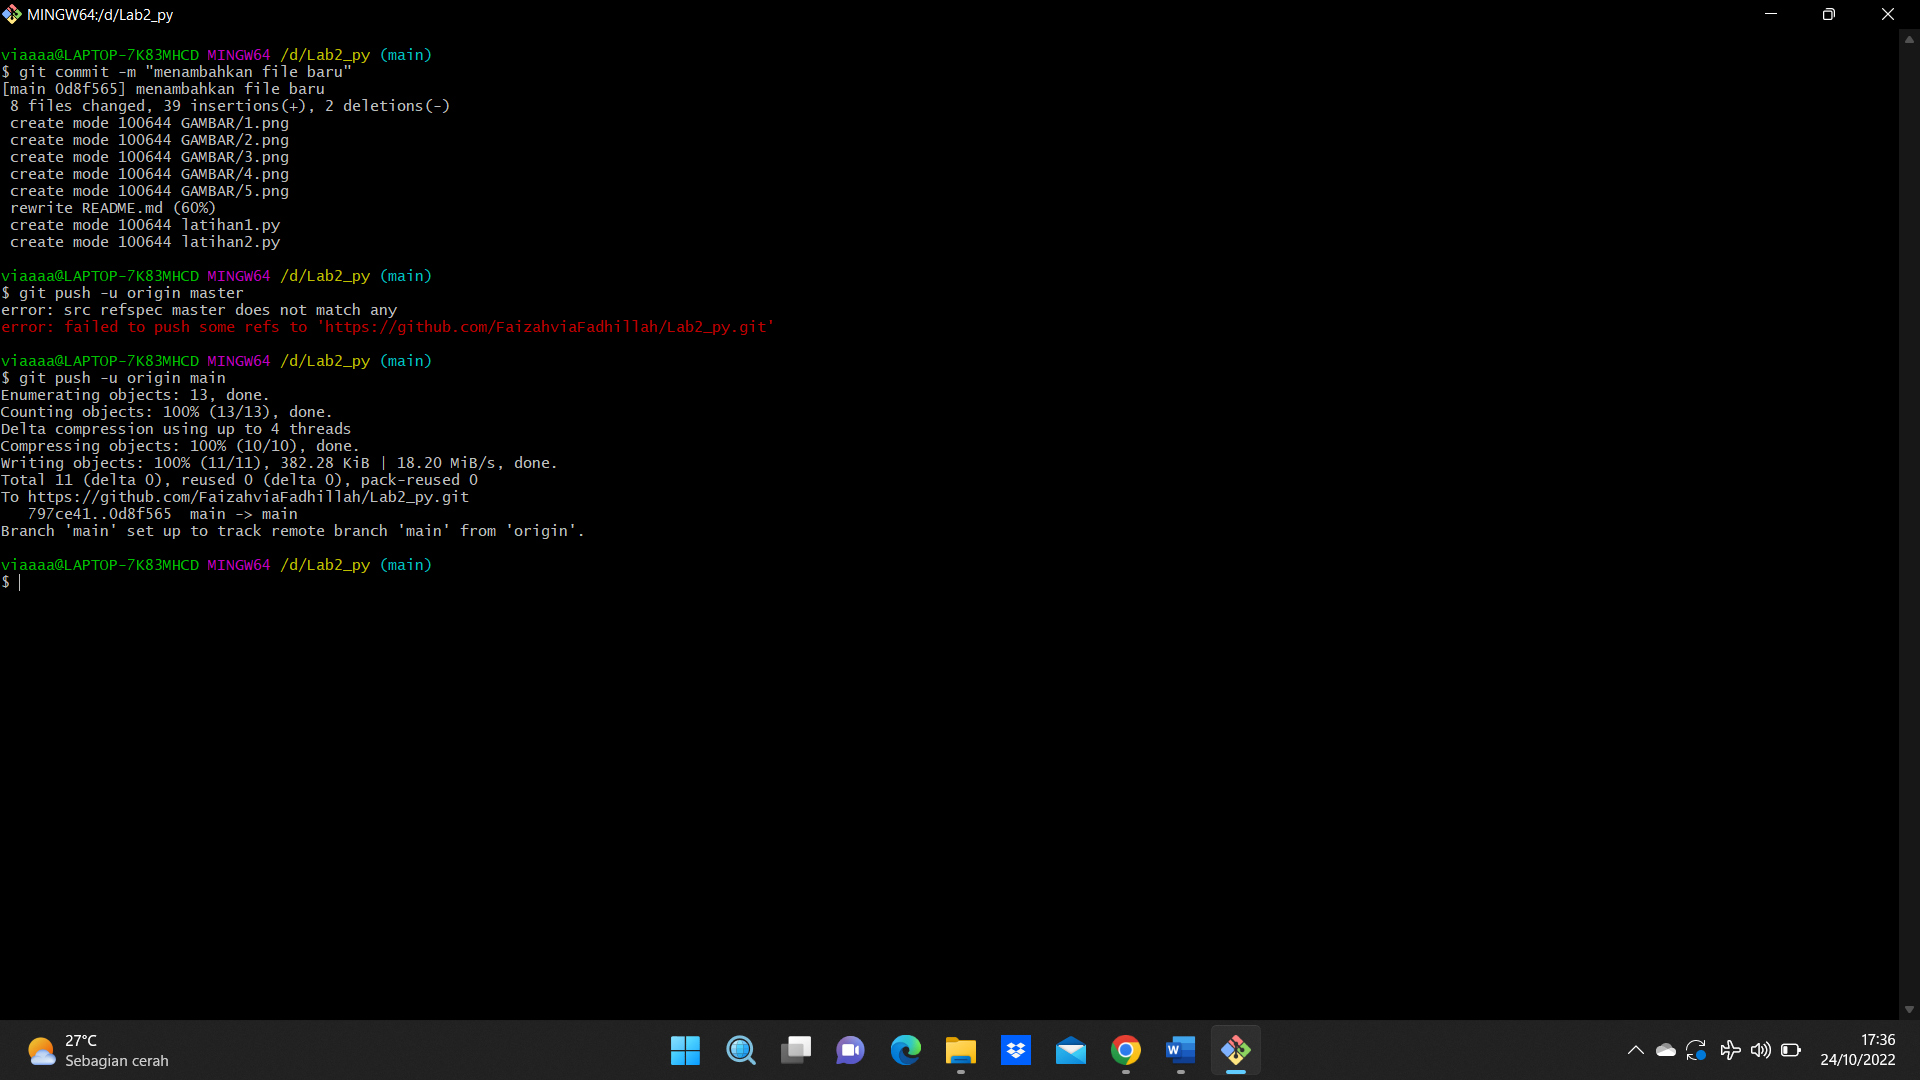 MINGW64:/d/Lab2_py
viaaaa@LAPTOP-7K83MHCD MINGW64 /d/Lab2_py (main)
$ git commit -m "menambahkan file baru"
[main 0d8f565] menambahkan file baru
 8 files changed, 39 insertions(+), 2 deletions(-)
 create mode 100644 GAMBAR/1.png
 create mode 100644 GAMBAR/2.png
 create mode 100644 GAMBAR/3.png
 create mode 100644 GAMBAR/4.png
 create mode 100644 GAMBAR/5.png
 rewrite README.md (60%)
 create mode 100644 latihan1.py
 create mode 100644 latihan2.py
viaaaa@LAPTOP-7K83MHCD MINGW64 /d/Lab2_py (main)
$ git push -u origin master
error: src refspec master does not match any
error: failed to push some refs to 'https://github.com/FaizahviaFadhillah/Lab2_py.git'
viaaaa@LAPTOP-7K83MHCD MINGW64 /d/Lab2_py (main)
$ git push -u origin main
Enumerating objects: 13, done.
Counting objects: 100% (13/13), done.
Delta compression using up to 4 threads
Compressing objects: 100% (10/10), done.
Writing objects: 100% (11/11), 382.28 KiB | 18.20 MiB/s, done.
Total 11 (delta 0), reused 0 (delta 0), pack-reused 0
To https://github.com/FaizahviaFadhillah/Lab2_py.git
   797ce41..0d8f565  main -> main
Branch 'main' set up to track remote branch 'main' from 'origin'.
viaaaa@LAPTOP-7K83MHCD MINGW64 /d/Lab2_py (main)
$
27°C
Sebagian cerah
W
17:36
24/10/2022